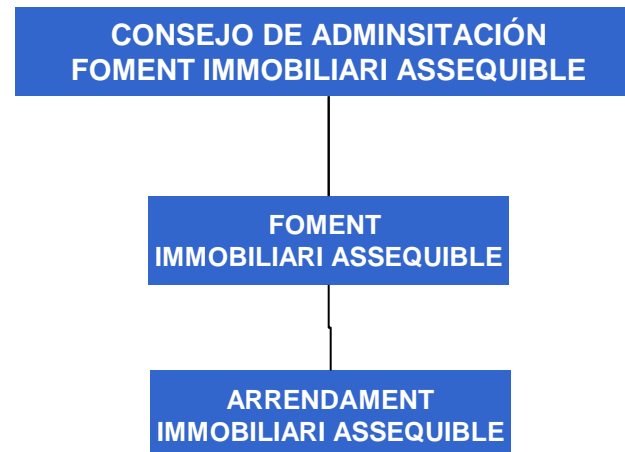 CONSEJO DE ADMINSITACIÓN
FOMENT IMMOBILIARI ASSEQUIBLE
FOMENT
IMMOBILIARI ASSEQUIBLE
ARRENDAMENT
IMMOBILIARI ASSEQUIBLE